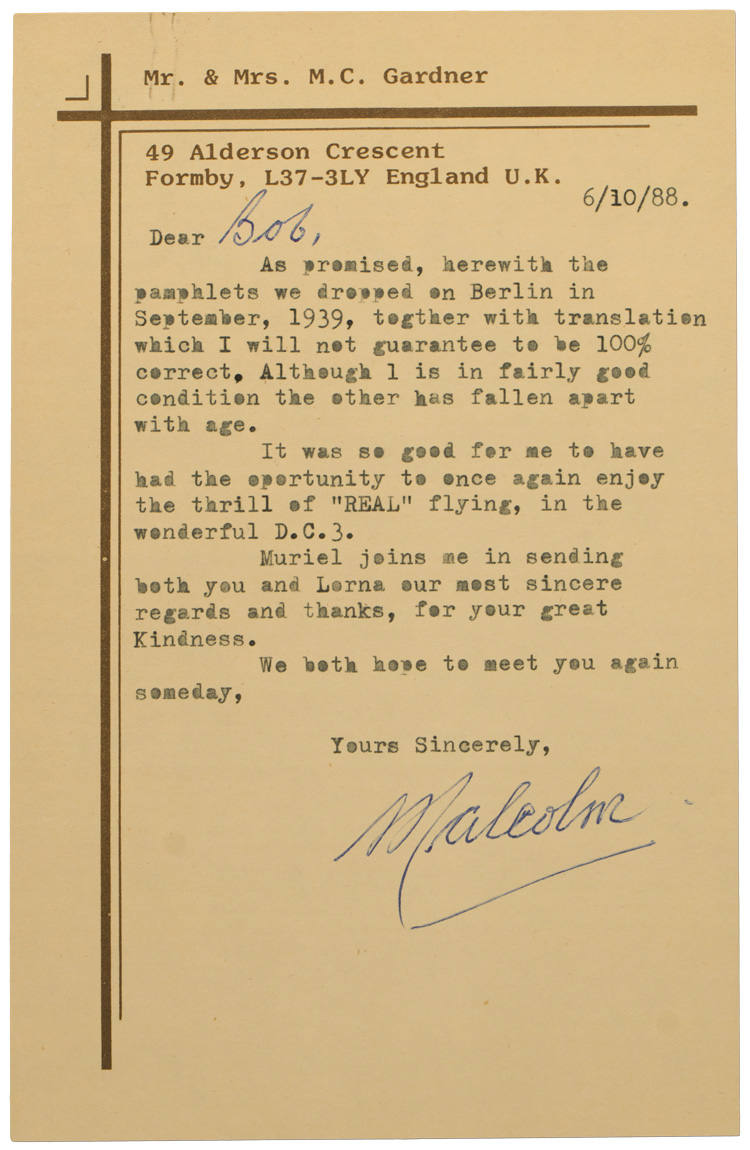 Mr. & Mrs. M.C. Gardner
49 Alderson Crescent
Formby, L37-3LY England U.K.
6/10/88.
Dear Bob,
As promised, herewith the
pamphlets we dropped on Berlin in
September, 1939, togther with translation
which I will not guarantee to be 100%
correct. Although 1 is in fairly good
condition the other has fallen apart
with age.
It was so good for me to have
had the oportunity to once again enjoy
the thrill of "REAL" flying, in the
wonderful D.C.3.
Muriel joins me in sending
both you and Lorna our most sincere
regards and thanks, for your great
Kindness.
We both hope to meet you again
someday,
Yours Sincerely,
Malcolm